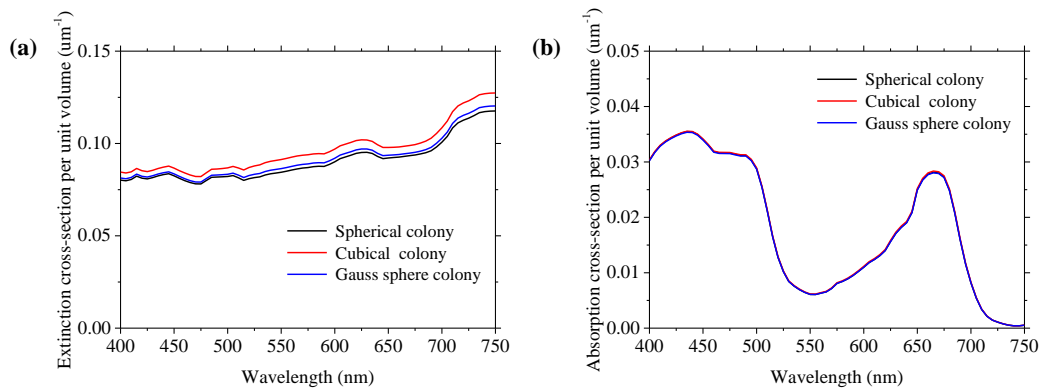 (a)
Extinction cross-section per unit volume (um-1)
0.15
0.10
0.05
0.00
Spherical colony
Cubical colony
Gauss sphere colony
400 450 500 550 600 650 700 750
Wavelength (nm)
(b)
Absorption cross-section per unit volume (um-1)
0.05
0.04
0.03
0.02
0.01
0.00
Spherical colony
Cubical colony
Gauss sphere colony
400 450 500 550 600 650 700 750
Wavelength (nm)